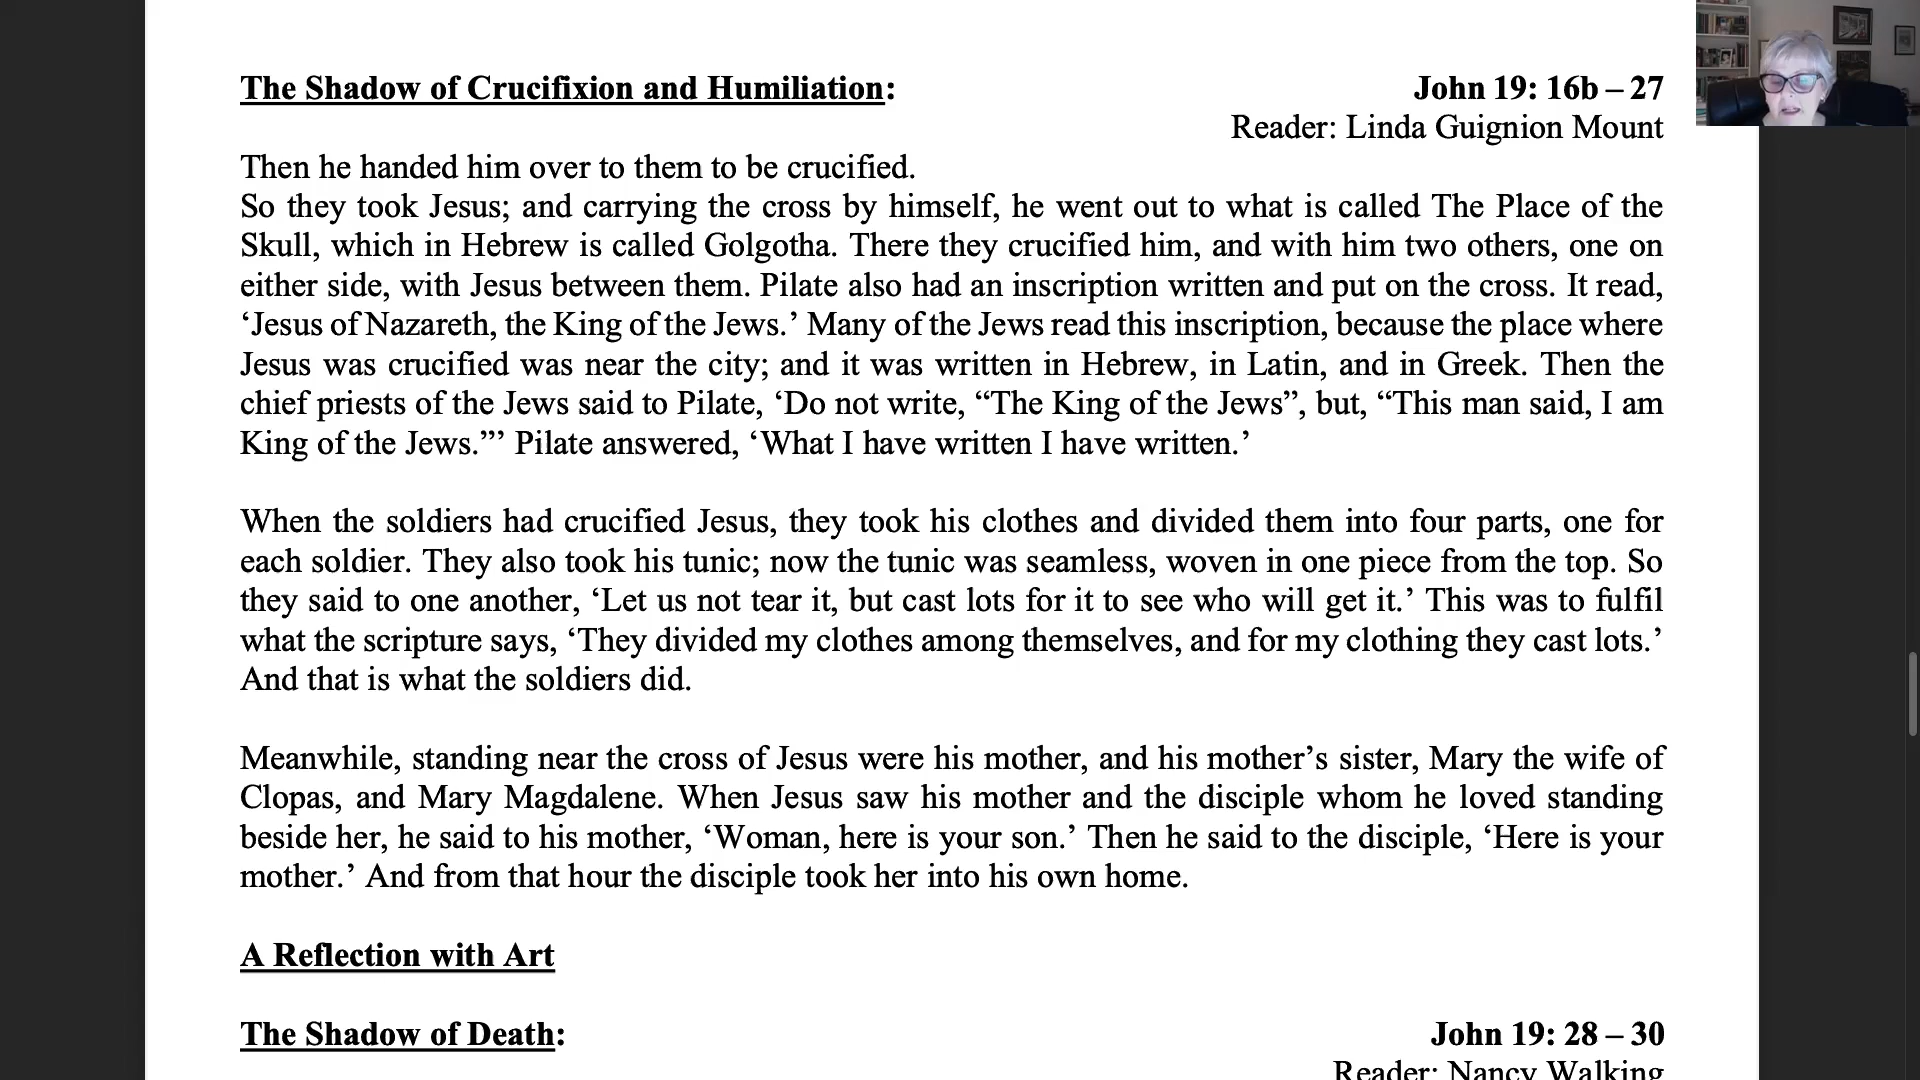 The Shadow of Crucifixion and Humiliation: John 19: 16b – 27
Reader: Linda Guignion Mount
Then he handed him over to them to be crucified.
So they took Jesus; and carrying the cross by himself, he went out to what is called The Place of the
Skull, which in Hebrew is called Golgotha. There they crucified him, and with him two others, one on
either side, with Jesus between them. Pilate also had an inscription written and put on the cross. It read,
‘Jesus of Nazareth, the King of the Jews.’ Many of the Jews read this inscription, because the place where
Jesus was crucified was near the city; and it was written in Hebrew, in Latin, and in Greek. Then the
chief priests of the Jews said to Pilate, ‘Do not write, “The King of the Jews”, but, “This man said, I am
King of the Jews.”’ Pilate answered, ‘What I have written I have written.’
When the soldiers had crucified Jesus, they took his clothes and divided them into four parts, one for
each soldier. They also took his tunic; now the tunic was seamless, woven in one piece from the top. So
they said to one another, ‘Let us not tear it, but cast lots for it to see who will get it.’ This was to fulfil
what the scripture says, ‘They divided my clothes among themselves, and for my clothing they cast lots.’
And that is what the soldiers did.
Meanwhile, standing near the cross of Jesus were his mother, and his mother’s sister, Mary the wife of
Clopas, and Mary Magdalene. When Jesus saw his mother and the disciple whom he loved standing
beside her, he said to his mother, ‘Woman, here is your son.’ Then he said to the disciple, ‘Here is your
mother.’ And from that hour the disciple took her into his own home.
A Reflection with Art
The Shadow of Death: John 19: 28 – 30
Reader: Nancy Walking